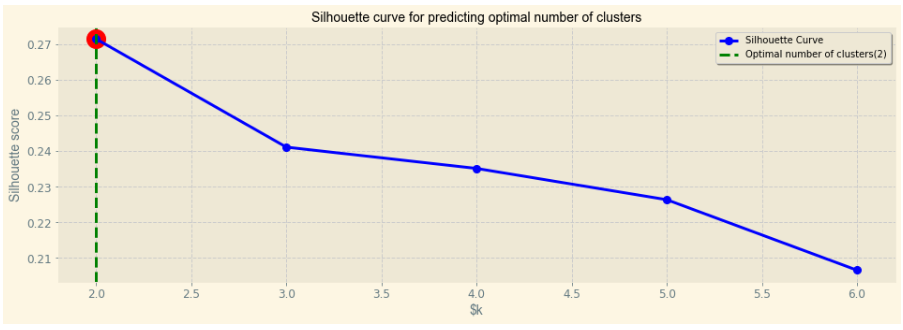 Silhouette curve for predicting optimal number of clusters
Silhouette Curve
Optimal number of clusters(2)
Silhouette score
0.27
0.26
0.25
0.24
0.23
0.22
0.21
2.0 2.5 3.0 3.5 4.0 4.5 5.0 5.5 6.0
$k